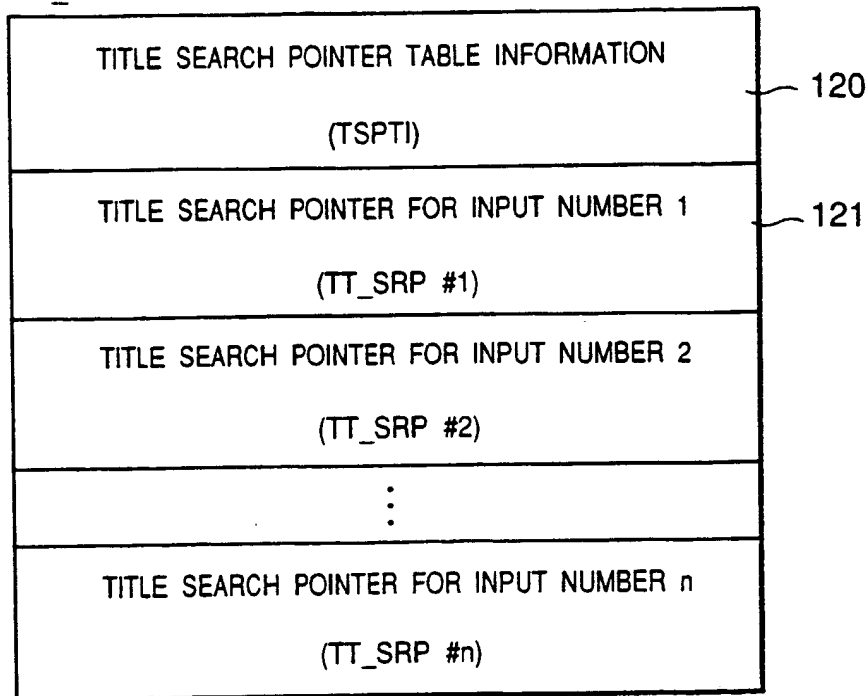 TITLE SEARCH POINTER TABLE INFORMATION
(TSPTI)
120
TITLE SEARCH POINTER FOR INPUT NUMBER 1
(TT_SRP #1)
121
TITLE SEARCH POINTER FOR INPUT NUMBER 2
(TT_SRP #2)
⋮
TITLE SEARCH POINTER FOR INPUT NUMBER n
(TT_SRP #n)